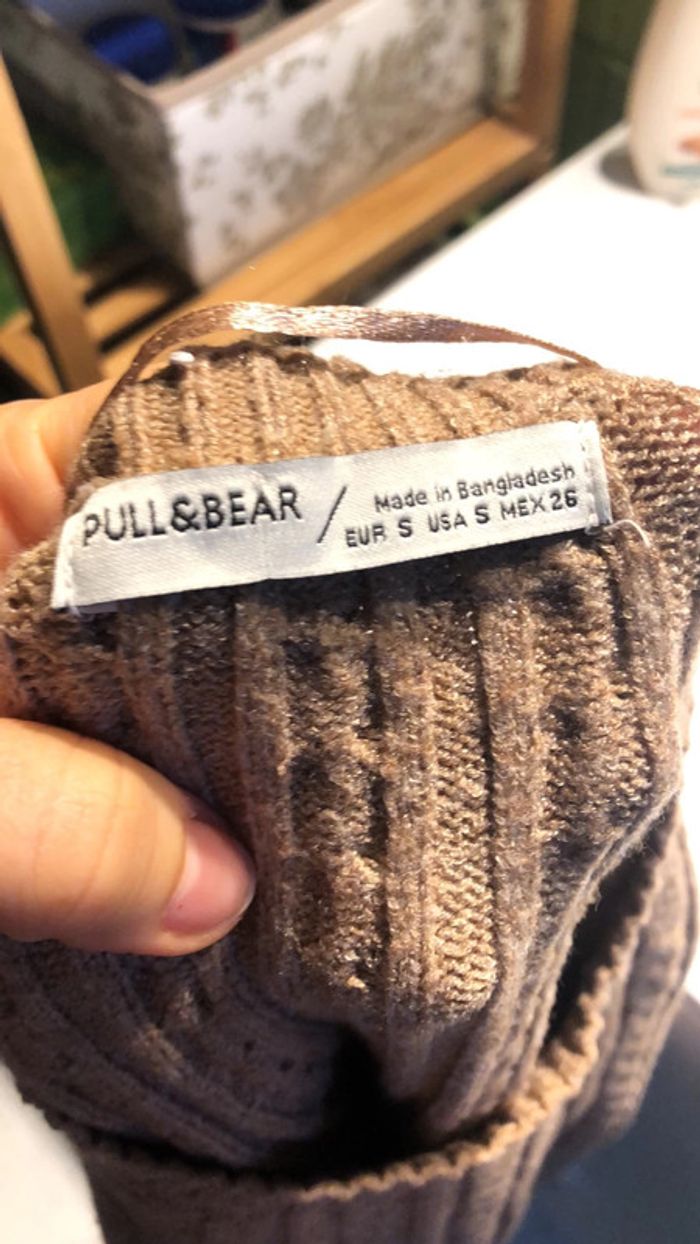 PULL&BEAR /
Made in Bangladesh
EUR S USA S MEX 26